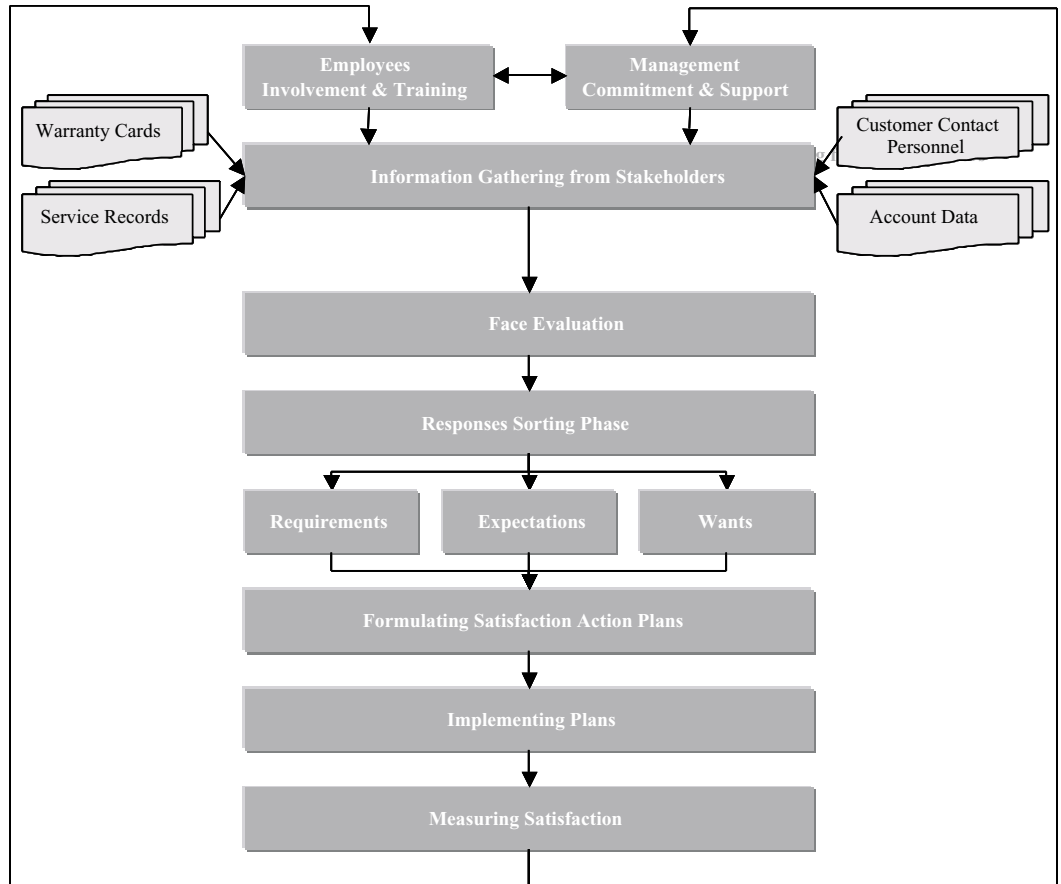 Employees
Involvement & Training
Management
Commitment & Support
Warranty Cards
Customer Contact
Personnel
Information Gathering from Stakeholders
Service Records
Account Data
Face Evaluation
Responses Sorting Phase
Requirements
Expectations
Wants
Formulating Satisfaction Action Plans
Implementing Plans
Measuring Satisfaction